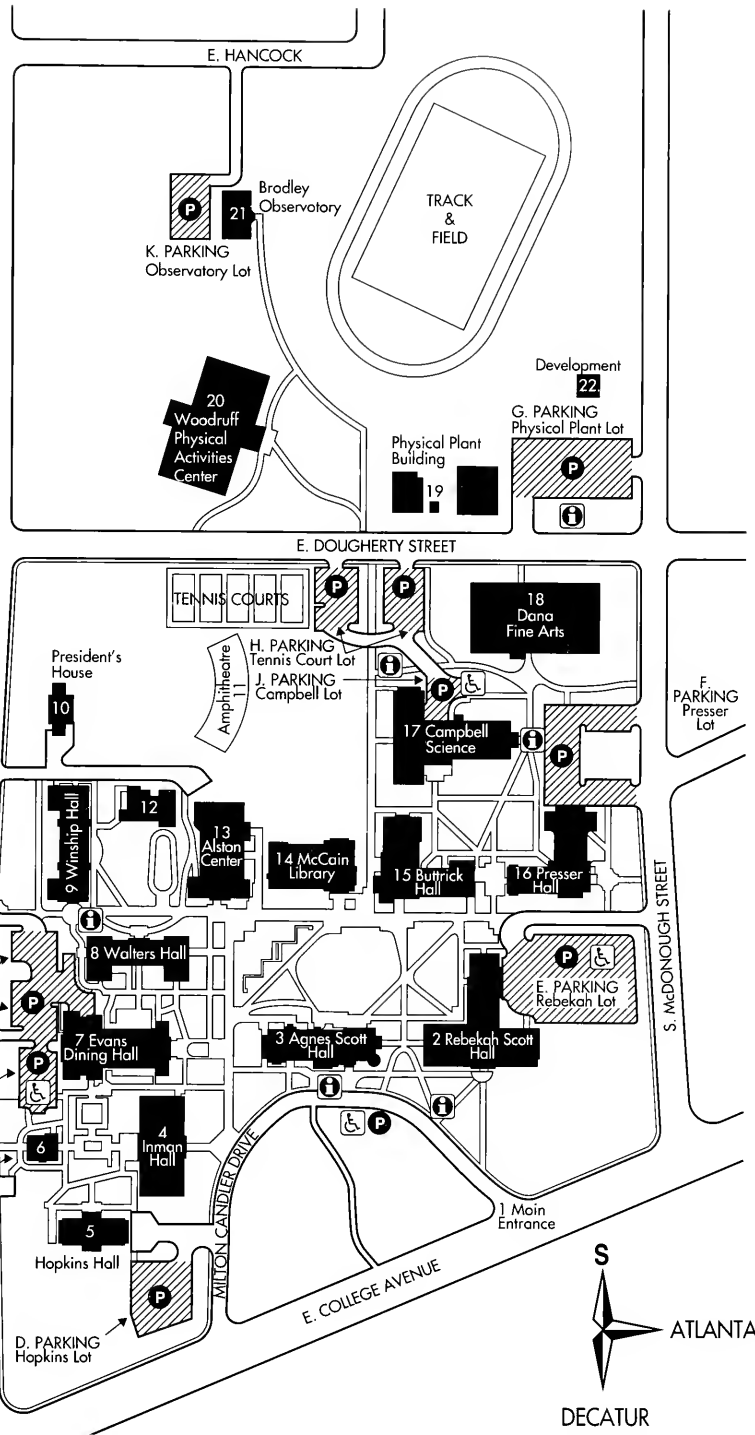 E. HANCOCK
P
21
Brodley
Observotory
K. PARKING
Observatory Lot
TRACK
&
FIELD
Development
22.
G. PARKING
Physicol Plant Lot
P
i
20
Woodruff
Physical
Activities
Center
Physical Plant
Building
19
E. DOUGHERTY STREET
TENNIS COURTS
P
P
18
Dana
Fine Arts
H. PARKING
Tennis Court Lot
i
J. PARKING
Campbell Lot
P
President's
House
10
Amphitheatre
11
17 Campbell
Science
i
P
F.
PARKING
Presser
Lot
9 Winship Hall
12
13
Alston
Center
14 McCain
Library
15 Buttrick
Hall
16 Presser
Hall
S. McDONOUGH STREET
i
8 Walters Hall
P
E. PARKING
Rebekah Lot
P
P
7 Evans
Dining Hall
3 Agnes Scott
Hall
2 Rebekah Scott
Hall
i
P
i
6
4
Inman
Hall
MILTON CANDLER DRIVE
1 Moin
Entrance
5
Hopkins Hall
P
D. PARKING
Hopkins Lot
E. COLLEGE AVENUE
S
ATLANTA
DECATUR